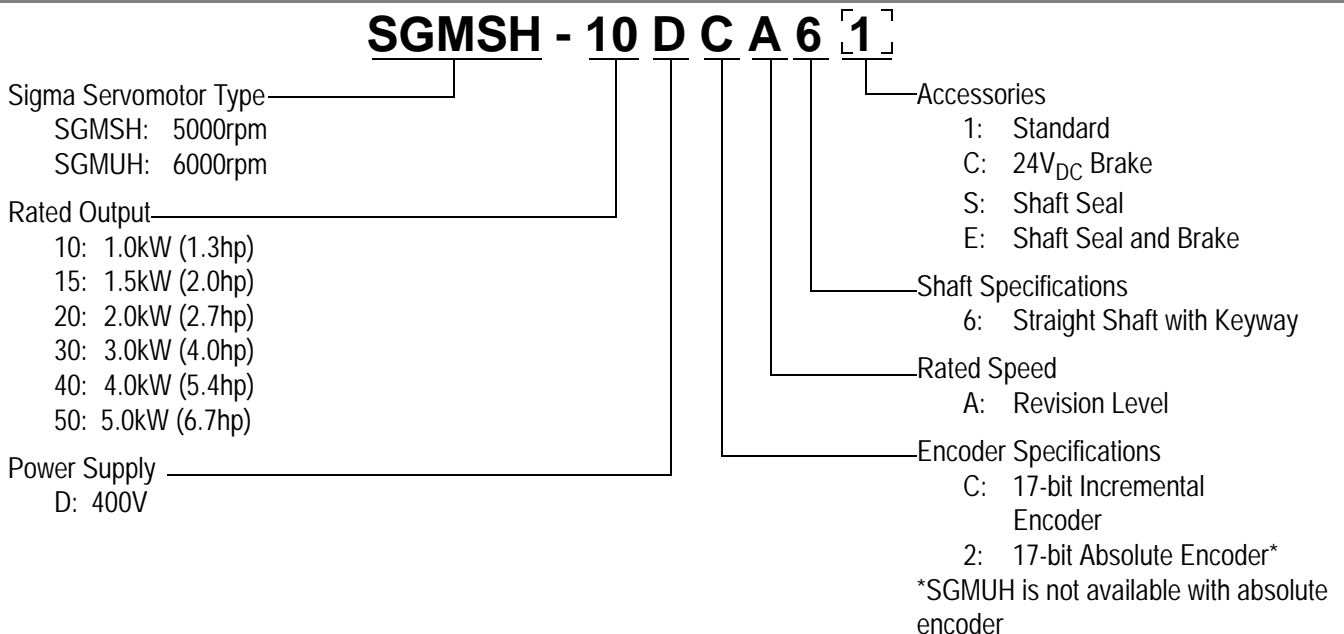 SGMSH - 10 D C A 6 1
Sigma Servomotor Type
SGMSH: 5000rpm
SGMUH: 6000rpm
Rated Output
10: 1.0kW (1.3hp)
15: 1.5kW (2.0hp)
20: 2.0kW (2.7hp)
30: 3.0kW (4.0hp)
40: 4.0kW (5.4hp)
50: 5.0kW (6.7hp)
Power Supply
D: 400V
Accessories
1: Standard
C: 24VDC Brake
S: Shaft Seal
E: Shaft Seal and Brake
Shaft Specifications
6: Straight Shaft with Keyway
Rated Speed
A: Revision Level
Encoder Specifications
C: 17-bit Incremental
Encoder
2: 17-bit Absolute Encoder*
*SGMUH is not available with absolute
encoder